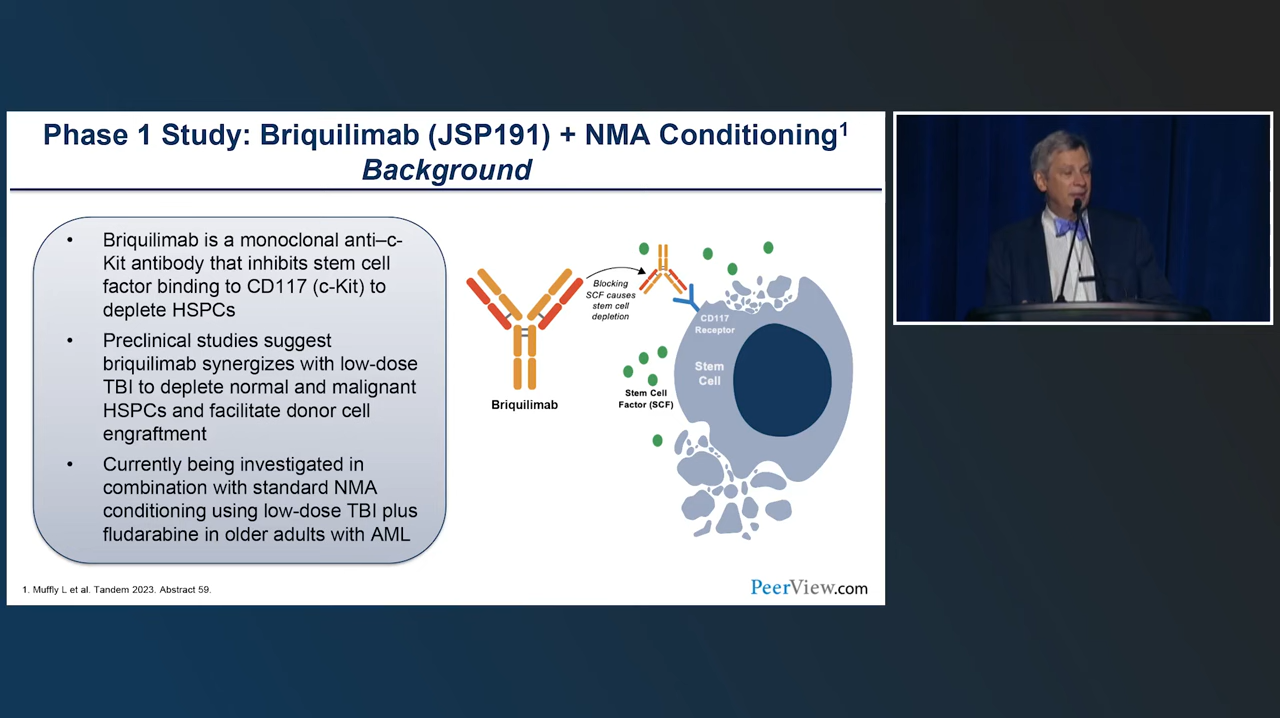 Phase 1 Study: Briquilimab (JSP191) + NMA Conditioning1
Background
• Briquilimab is a monoclonal anti–c-
Kit antibody that inhibits stem cell
factor binding to CD117 (c-Kit) to
deplete HSPCs
• Preclinical studies suggest
briquilimab synergizes with low-dose
TBI to deplete normal and malignant
HSPCs and facilitate donor cell
engraftment
• Currently being investigated in
combination with standard NMA
conditioning using low-dose TBI plus
fludarabine in older adults with AML
Briquilimab
Blocking
SCF causes
stem cell
depletion
CD117
Receptor
Stem
Cell
Stem Cell
Factor (SCF)
1. Muffly L et al. Tandem 2023. Abstract 59.
PeerView.com